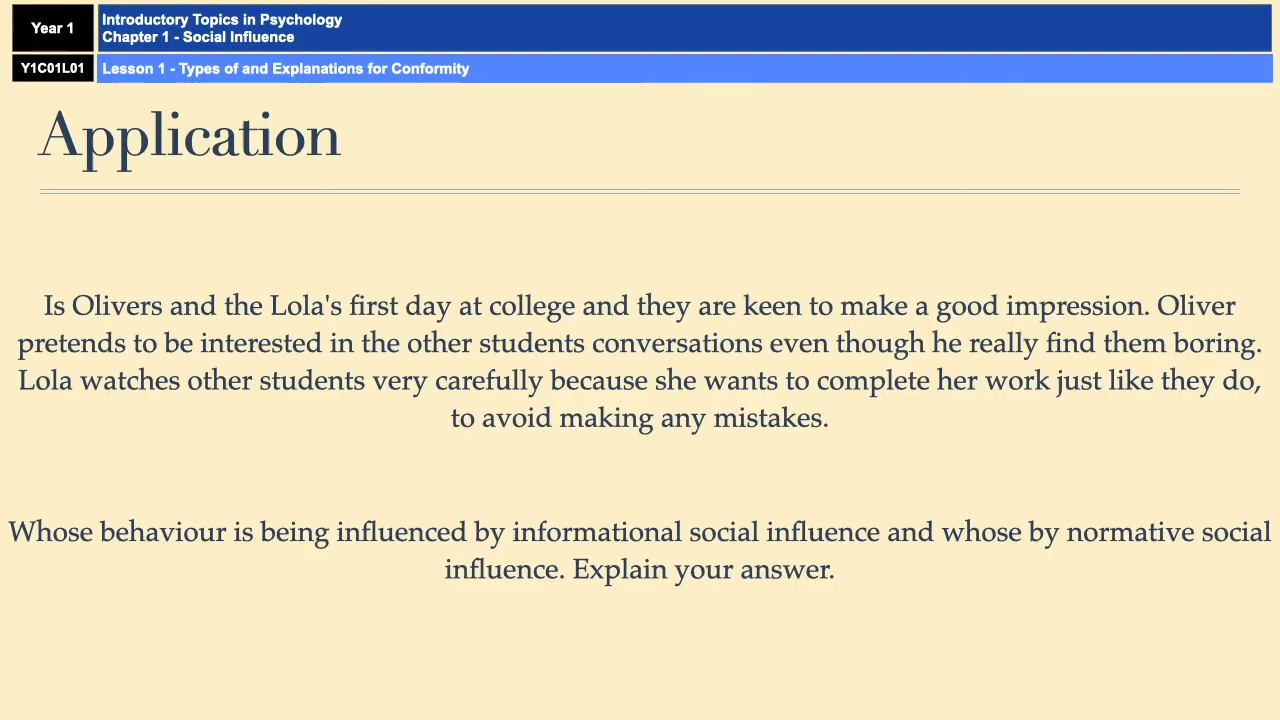 Year 1
Introductory Topics in Psychology
Chapter 1 - Social Influence
Y1C01L01
Lesson 1 - Types of and Explanations for Conformity
Application
Is Olivers and the Lola's first day at college and they are keen to make a good impression. Oliver
pretends to be interested in the other students conversations even though he really find them boring.
Lola watches other students very carefully because she wants to complete her work just like they do,
to avoid making any mistakes.
Whose behaviour is being influenced by informational social influence and whose by normative social
influence. Explain your answer.